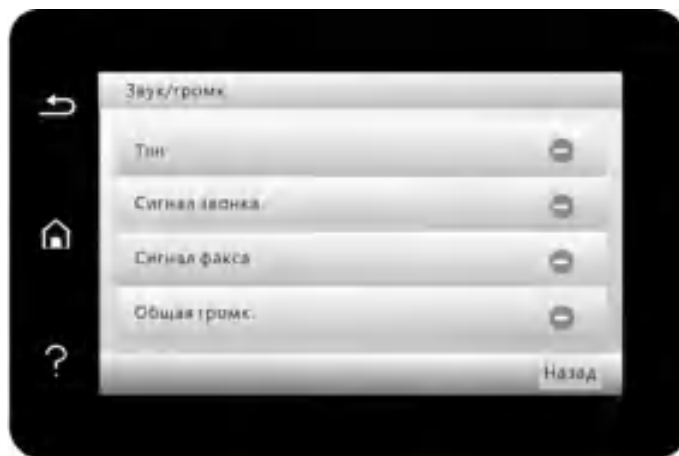 Звук/громк.
Тон
Сигнал звонка
Сигнал факса
Общая громк.
Назад